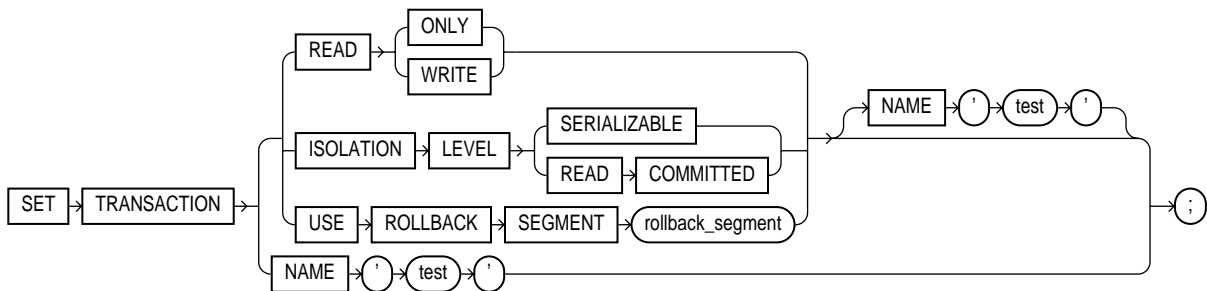 ONLY
READ
WRITE
NAME ' test '
SERIALIZABLE
ISOLATION LEVEL
READ COMMITTED
SET TRANSACTION
;
USE ROLLBACK SEGMENT rollback_segment
NAME ' test '